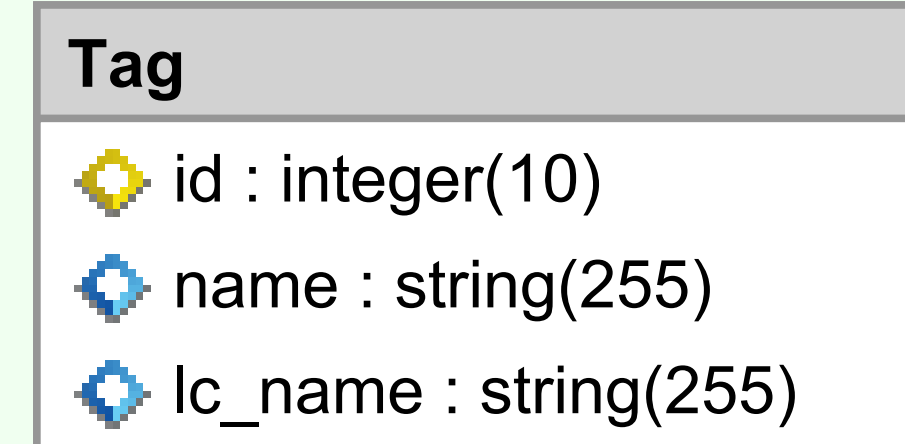 Tag
id : integer(10)
name : string(255)
lc_name : string(255)